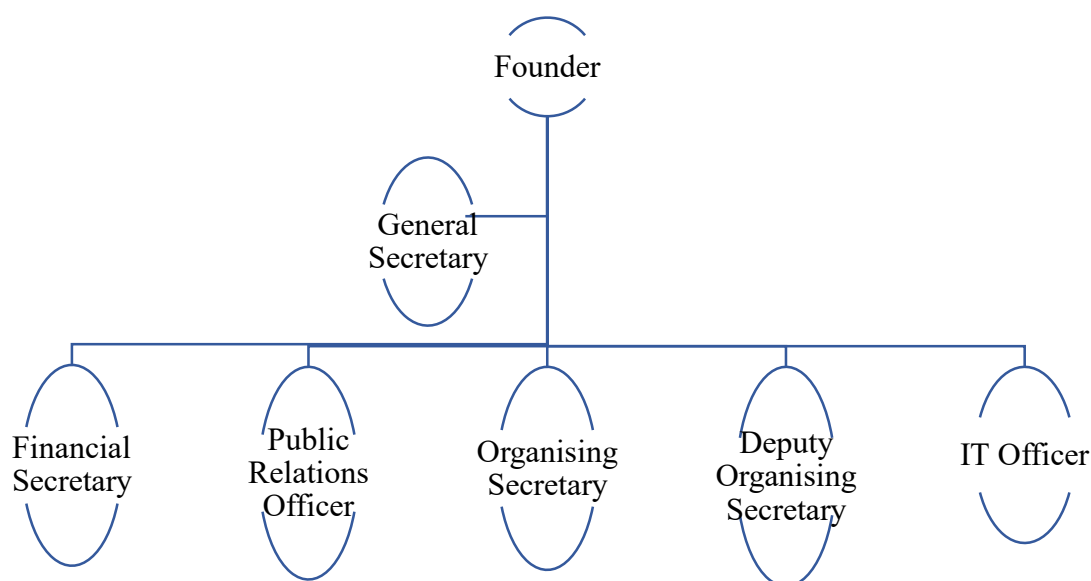 Founder
General
Secretary
Financial
Secretary
Public
Relations
Officer
Organising
Secretary
Deputy
Organising
Secretary
IT Officer